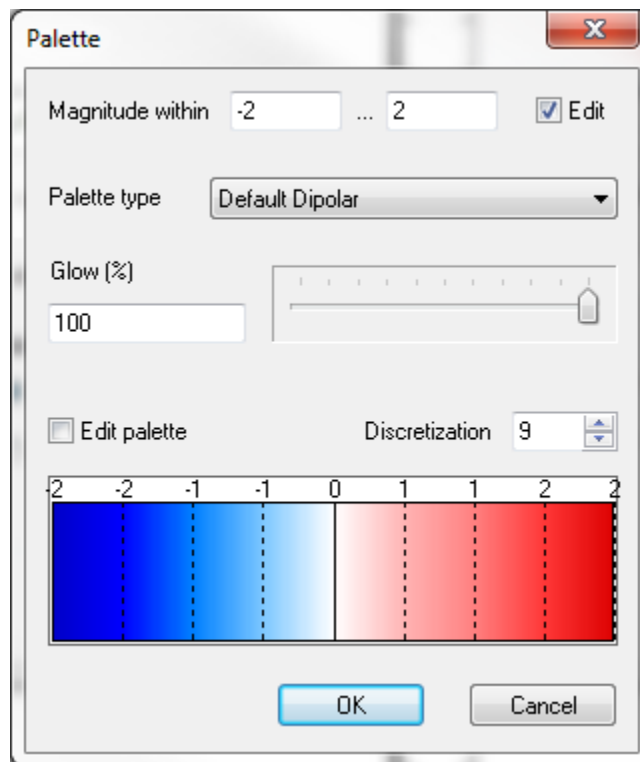 Palette
Magnitude within -2 ... 2 Edit
Palette type Default Dipolar
Glow (%)
100
Edit palette Discretization 9
-2 -2 -1 -1 0 1 1 2 2
OK Cancel